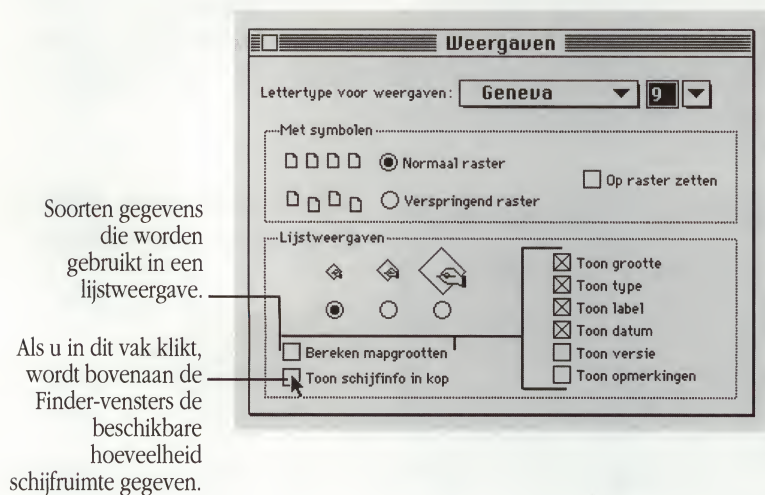 Weergaven
Lettertype voor weergaven: Geneva 9
Met symbolen
Normaal raster
Op raster zetten
Verspringend raster
Soorten gegevens
die worden
gebruikt in een
lijstweergave.
Lijstweergaven
Toon grootte
Toon type
Toon label
Toon datum
Toon versie
Toon opmerkingen
Bereken mapgrootten
Toon schijfinfo in kop
Als u in dit vak klikt,
wordt bovenaan de
Finder-vensters de
beschikbare
hoeveelheid
schijfruimte gegeven.